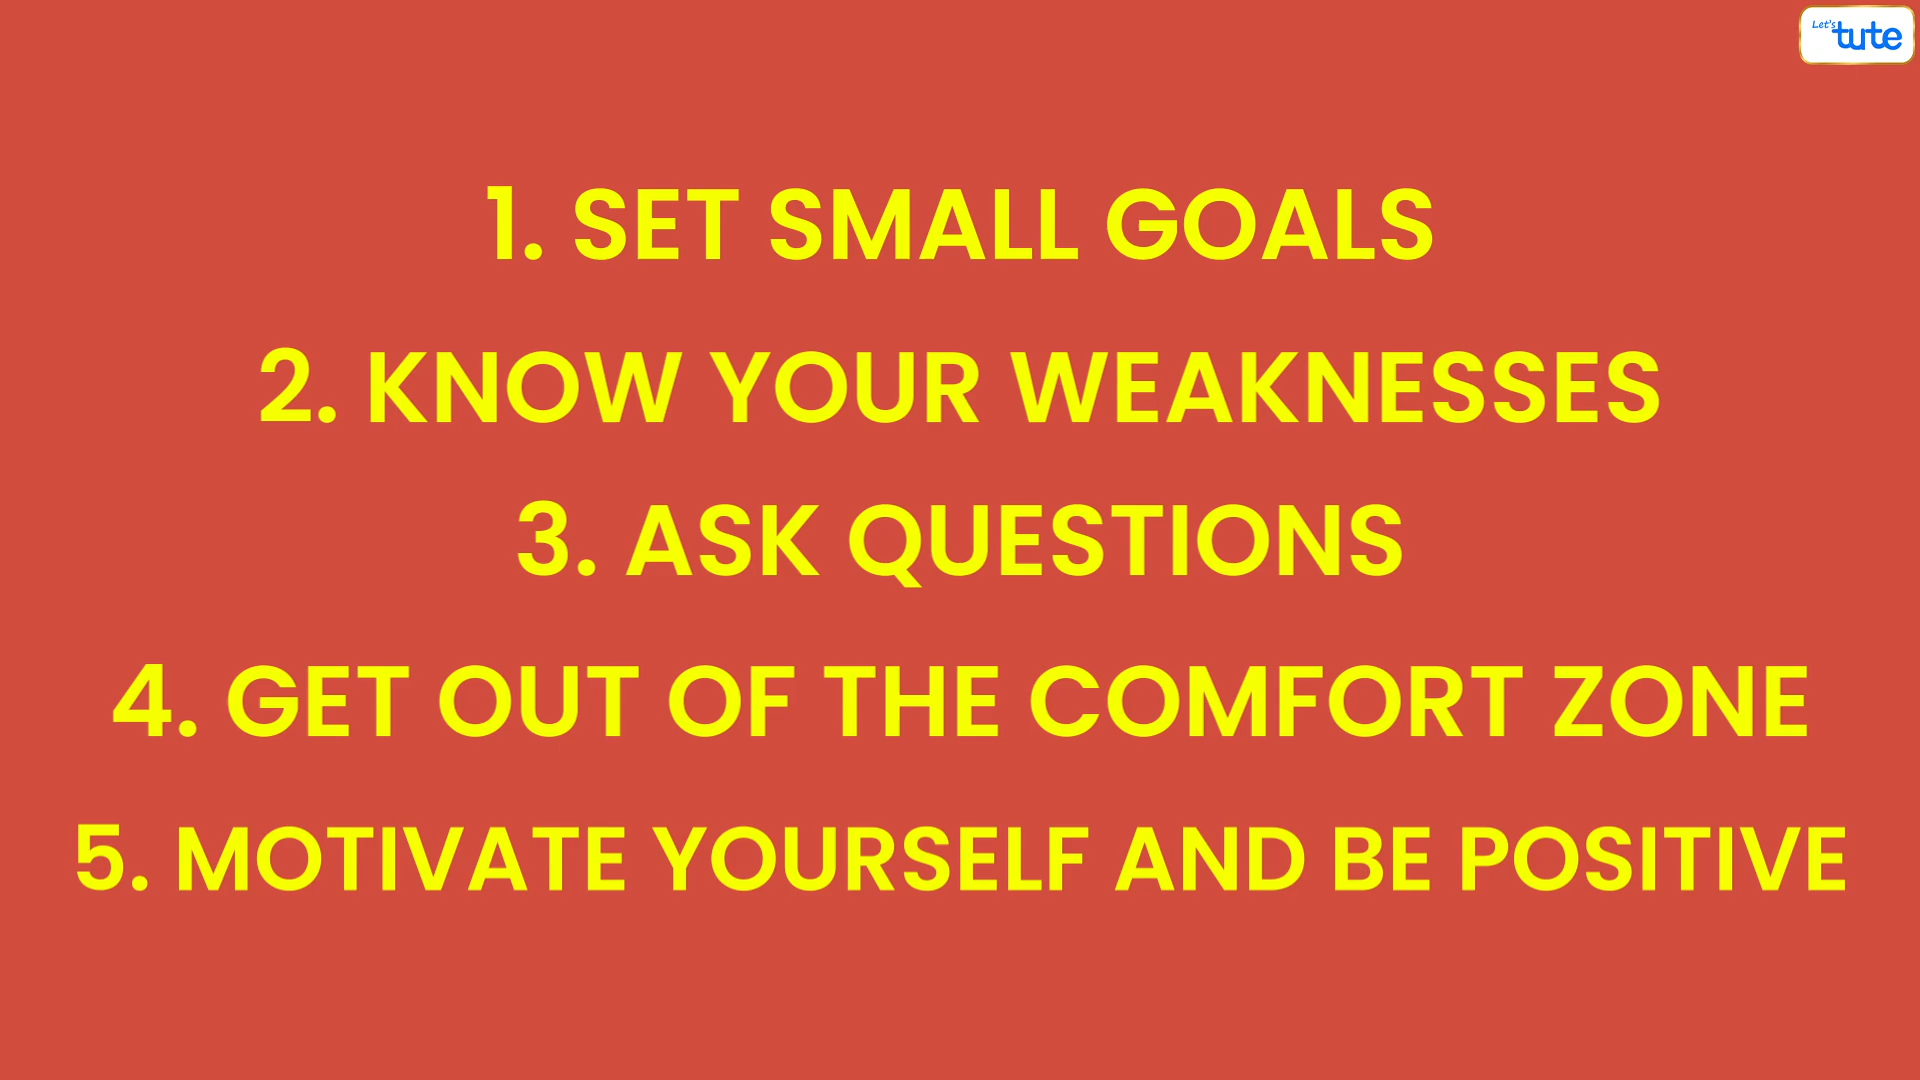 Let's tute
1. SET SMALL GOALS
2. KNOW YOUR WEAKNESSES
3. ASK QUESTIONS
4. GET OUT OF THE COMFORT ZONE
5. MOTIVATE YOURSELF AND BE POSITIVE